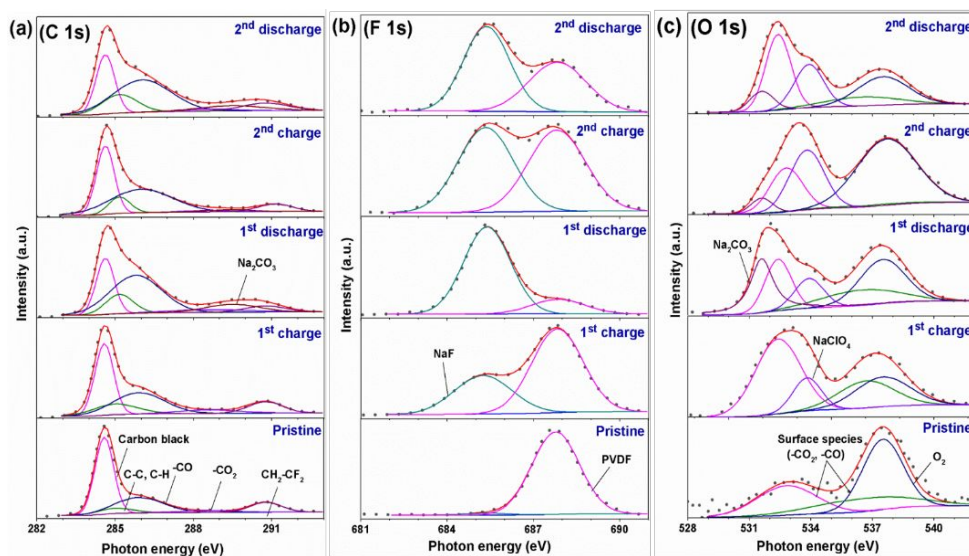 (a) (C 1s)
2nd discharge
2nd charge
1st discharge
Na2CO3
1st charge
Pristine
Carbon black
C-C, C-H
-CO
-CO2
CH2-CF2
Intensity (a.u.)
282 285 288 291
Photon energy (eV)
(b) (F 1s)
2nd discharge
2nd charge
1st discharge
1st charge
NaF
Pristine
PVDF
Intensity (a.u.)
681 684 687 690
Photon energy (eV)
(c) (O 1s)
2nd discharge
2nd charge
1st discharge
Na2CO3
1st charge
NaClO4
Pristine
Surface species
(-CO2, -CO)
O2
Intensity (a.u.)
528 531 534 537 540
Photon energy (eV)